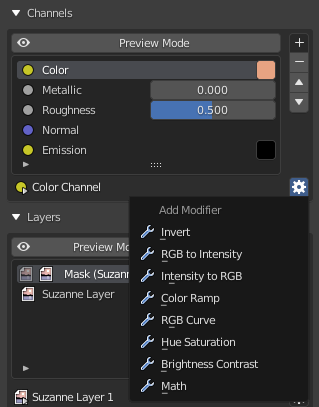 Channels
Preview Mode
Color
Metallic 0.000
Roughness 0.500
Normal
Emission
Color Channel
Add Modifier
Layers
Invert
Preview Mo
RGB to Intensity
Mask (Suzann
Intensity to RGB
Suzanne Layer
Color Ramp
RGB Curve
Hue Saturation
Brightness Contrast
Math
Suzanne Layer 1